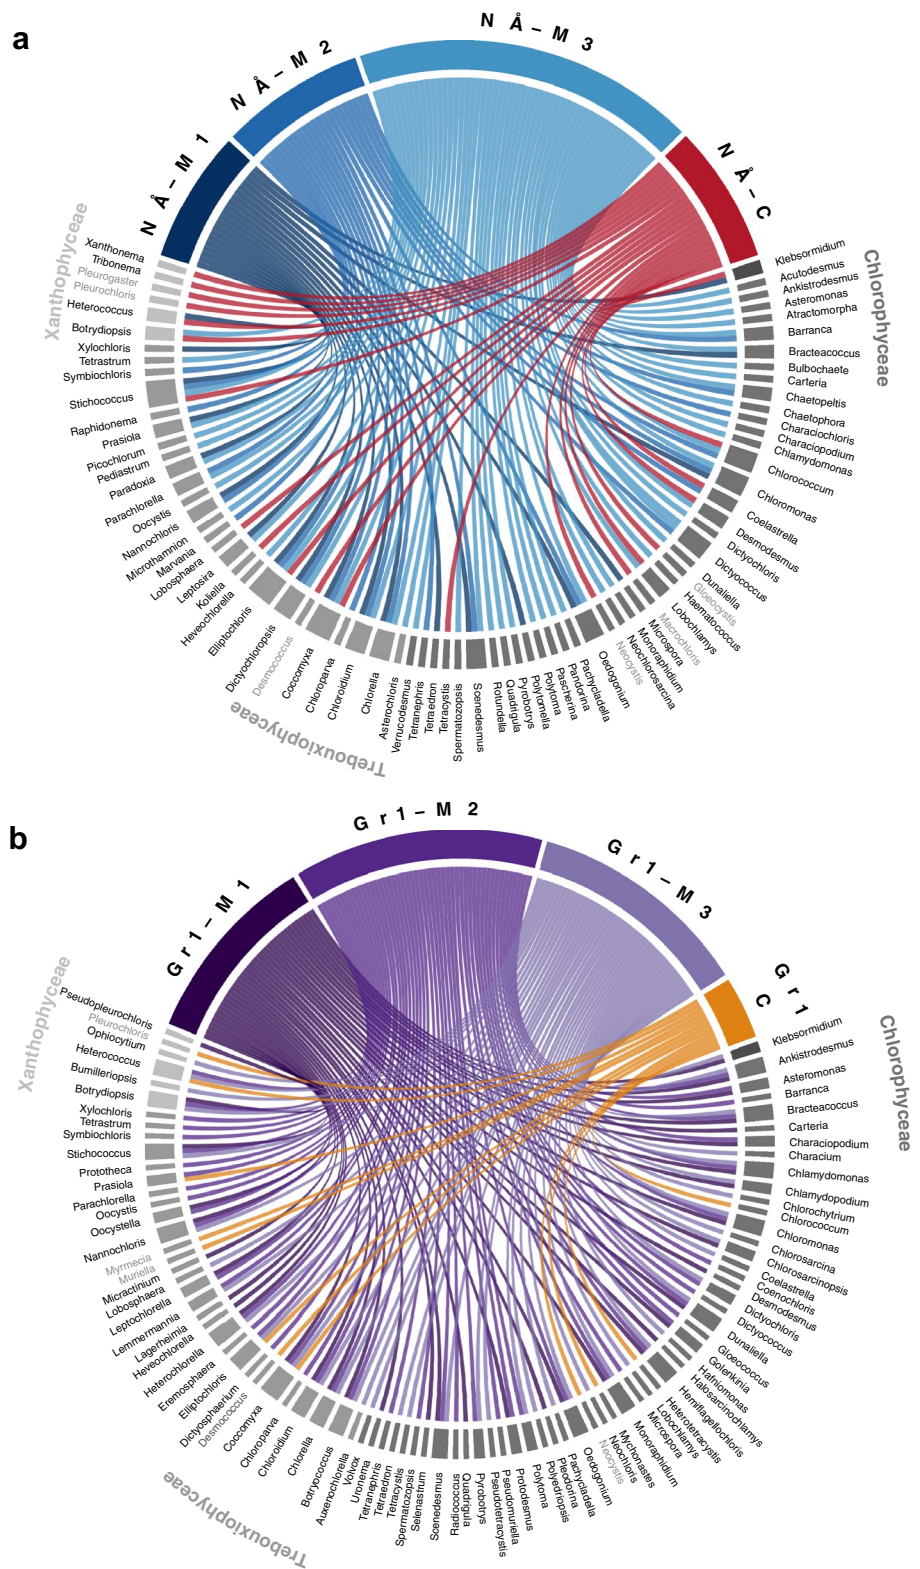 a
N Å – M 1
N Å – M 2
N Å – M 3
N Å – C
Xanthophyceae
Xanthonema
Tribonema
Pleurogaster
Pleurochloris
Heterococcus
Botrydiopsis
Xylochloris
Tetrastrum
Symbiochloris
Stichococcus
Raphidonema
Prasiola
Picochlorum
Pediastrum
Paradoxia
Parachlorella
Oocystis
Nannochloris
Microthamnion
Marvania
Lobosphaera
Leptosira
Koliella
Heveochlorella
Elliptochloris
Dictyochloropsis
Desmococcus
Coccomyxa
Chloroparva
Chloroidium
Chlorella
Asterochloris
Trebouxiophyceae
Verrucodesmus
Tetranephris
Tetraedron
Tetracystis
Spermatozopsis
Scenedesmus
Rotundella
Quadrigula
Pyrobotrys
Polytomella
Polytoma
Pascherina
Pandorina
Pachycladella
Oedogonium
Neocystis
Neochlorosarcina
Monoraphidium
Microspora
Macrochloris
Lobochlamys
Haematococcus
Gloeocystis
Dunaliella
Dictyococcus
Dictyochloris
Desmodesmus
Coelastrella
Chloromonas
Chlorococcum
Chlamydomonas
Characiopodium
Characiochloris
Chaetophora
Chaetopeltis
Carteria
Bulbochaete
Bracteacoccus
Barranca
Atractomorpha
Asteromonas
Ankistrodesmus
Acutodesmus
Klebsormidium
Chlorophyceae
b
G r 1 – M 1
G r 1 – M 2
G r 1 – M 3
G r 1
C
Xanthophyceae
Pseudopleurochloris
Pleurochloris
Ophiocytium
Heterococcus
Bumilleriopsis
Botrydiopsis
Xylochloris
Tetrastrum
Symbiochloris
Stichococcus
Prototheca
Prasiola
Parachlorella
Oocystis
Oocystella
Nannochloris
Myrmecia
Muriella
Micractinium
Lobosphaera
Leptochlorella
Lemmermannia
Lagerheimia
Heveochlorella
Heterochlorella
Eremosphaera
Elliptochloris
Dictyosphaerium
Desmococcus
Coccomyxa
Chloroparva
Chloroidium
Chlorella
Botryococcus
Auxenochlorella
Trebouxiophyceae
Volvox
Uronema
Tetranephris
Tetraedron
Tetracystis
Spermatozopsis
Selenastrum
Scenedesmus
Radiococcus
Quadrigula
Pyrobotrys
Pseudotetracystis
Pseudomuriella
Protodesmus
Polytoma
Polyedriopsis
Pleodorina
Pachycladella
Oedogonium
Neocystis
Neochloris
Mychonastes
Monoraphidium
Microspora
Lobochlamys
Heterotetracystis
Hemiflagellochloris
Halosarcinochlamys
Hafniomonas
Golenkinia
Gloeococcus
Dunaliella
Dictyococcus
Dictyochloris
Desmodesmus
Coenochloris
Coelastrella
Chlorosarcinopsis
Chlorosarcina
Chloromonas
Chlorococcum
Chlorochytrium
Chlamydopodium
Chlamydomonas
Characium
Characiopodium
Carteria
Bracteacoccus
Barranca
Asteromonas
Ankistrodesmus
Klebsormidium
Chlorophyceae